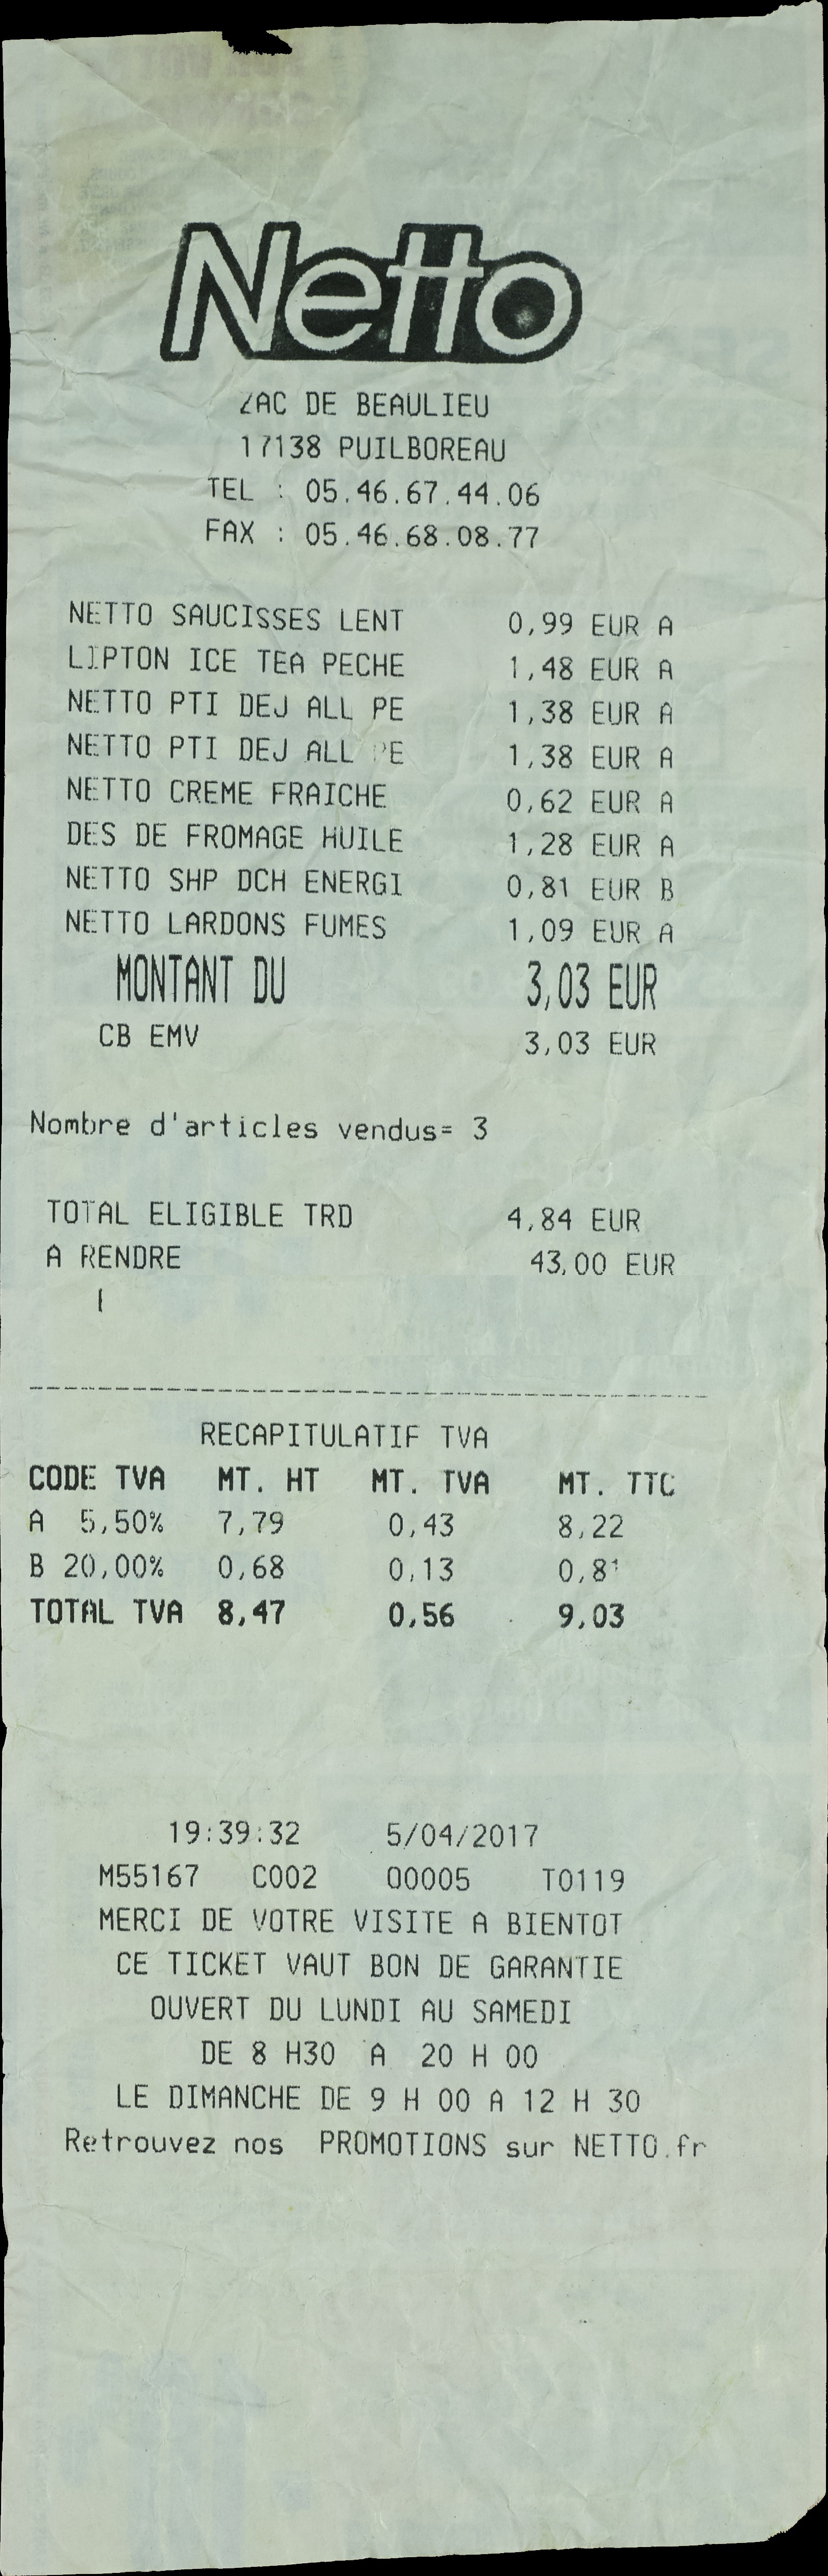 Netto
ZAC DE BEAULIEU
17138 PUILBOREAU
TEL : 05.46.67.44.06
FAX : 05.46.68.08.77
NETTO SAUCISSES LENT 0,99 EUR A
LIPTON ICE TEA PECHE 1,48 EUR A
NETTO PTI DEJ ALL PE 1,38 EUR A
NETTO PTI DEJ ALL PE 1,38 EUR A
NETTO CREME FRAICHE 0,62 EUR A
DES DE FROMAGE HUILE 1,28 EUR A
NETTO SHP DCH ENERGI 0,81 EUR B
NETTO LARDONS FUMES 1,09 EUR A
MONTANT DU 3,03 EUR
CB EMV 3,03 EUR
Nombre d'articles vendus= 3
TOTAL ELIGIBLE TRD 4,84 EUR
A RENDRE 43,00 EUR
RECAPITULATIF TVA
CODE TVA MT. HT MT. TVA MT. TTC
A 5,50% 7,79 0,43 8,22
B 20,00% 0,68 0,13 0,81
TOTAL TVA 8,47 0,56 9,03
19:39:32 5/04/2017
M55167 C002 00005 T0119
MERCI DE VOTRE VISITE A BIENTOT
CE TICKET VAUT BON DE GARANTIE
OUVERT DU LUNDI AU SAMEDI
DE 8 H30 A 20 H 00
LE DIMANCHE DE 9 H 00 A 12 H 30
Retrouvez nos PROMOTIONS sur NETTO.fr